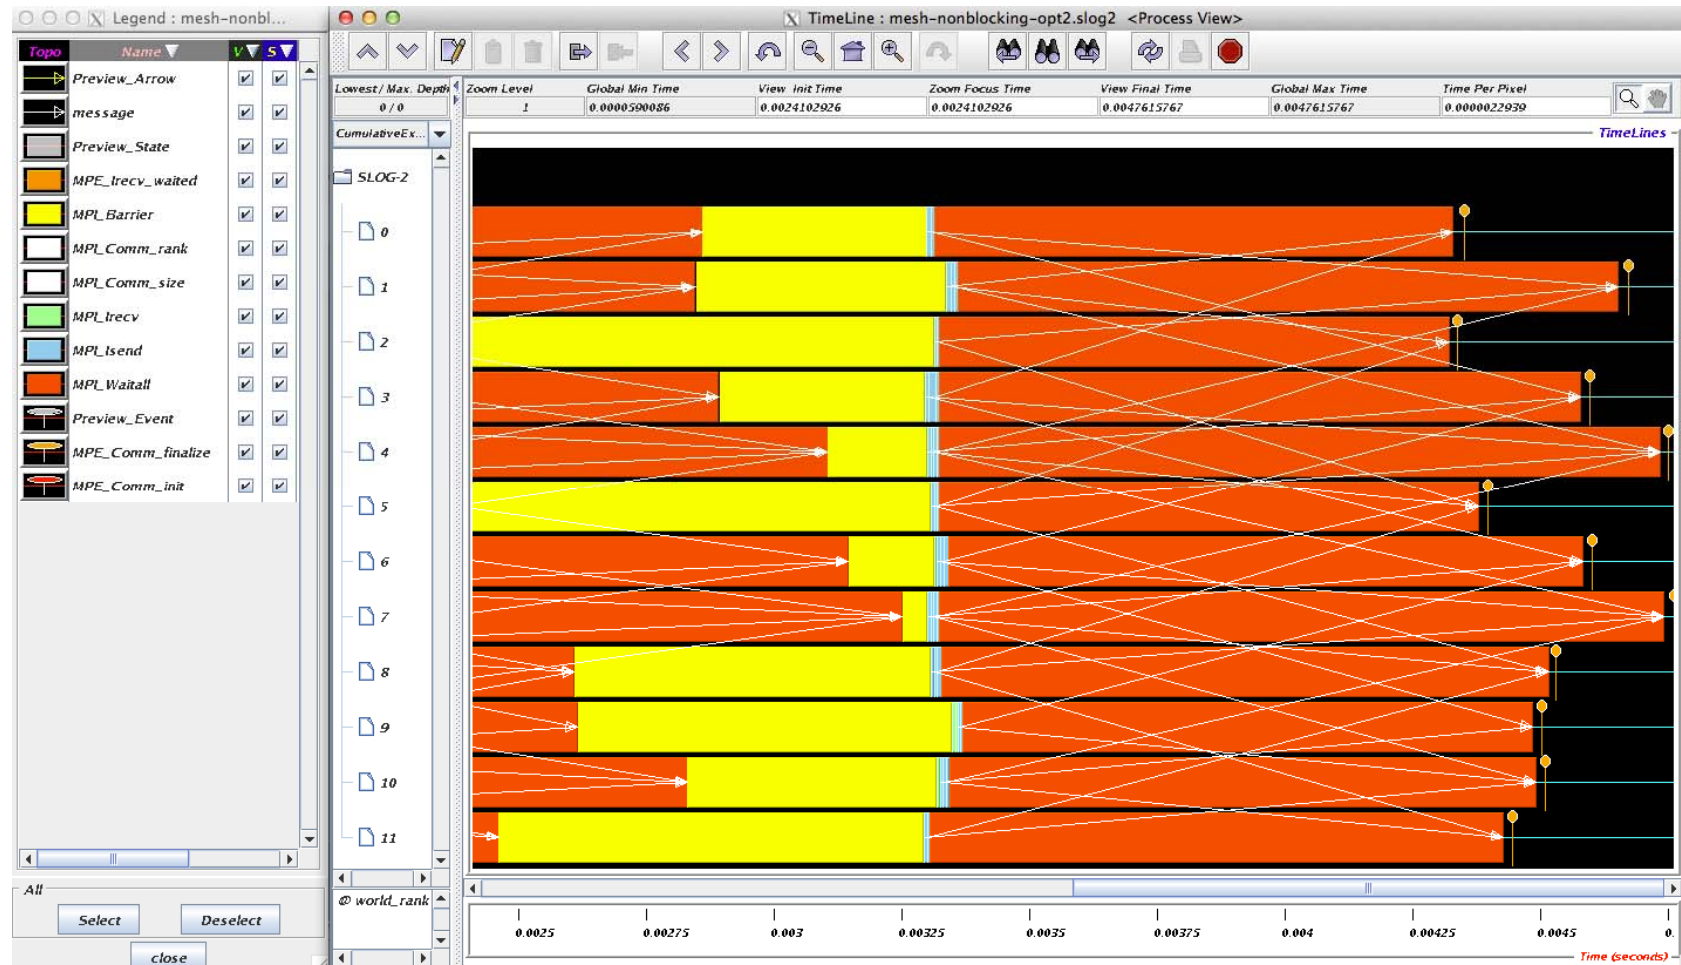 Legend : mesh-nonbl...
Topo Name V S
Preview_Arrow
message
Preview_State
MPE_Irecv_waited
MPI_Barrier
MPI_Comm_rank
MPI_Comm_size
MPI_Irecv
MPI_Isend
MPI_Waitall
Preview_Event
MPE_Comm_finalize
MPE_Comm_init
All
Select Deselect
close
TimeLine : mesh-nonblocking-opt2.slog2 <Process View>
Lowest / Max. Depth Zoom Level Global Min Time View Init Time Zoom Focus Time View Final Time Global Max Time Time Per Pixel
0 / 0 1 0.0000590086 0.0024102926 0.0024102926 0.0047615767 0.0047615767 0.0000022939
CumulativeEx...
TimeLines
SLOG-2
0
1
2
3
4
5
6
7
8
9
10
11
@ world_rank
0.0025 0.00275 0.003 0.00325 0.0035 0.00375 0.004 0.00425 0.0045 0.
Time (seconds)